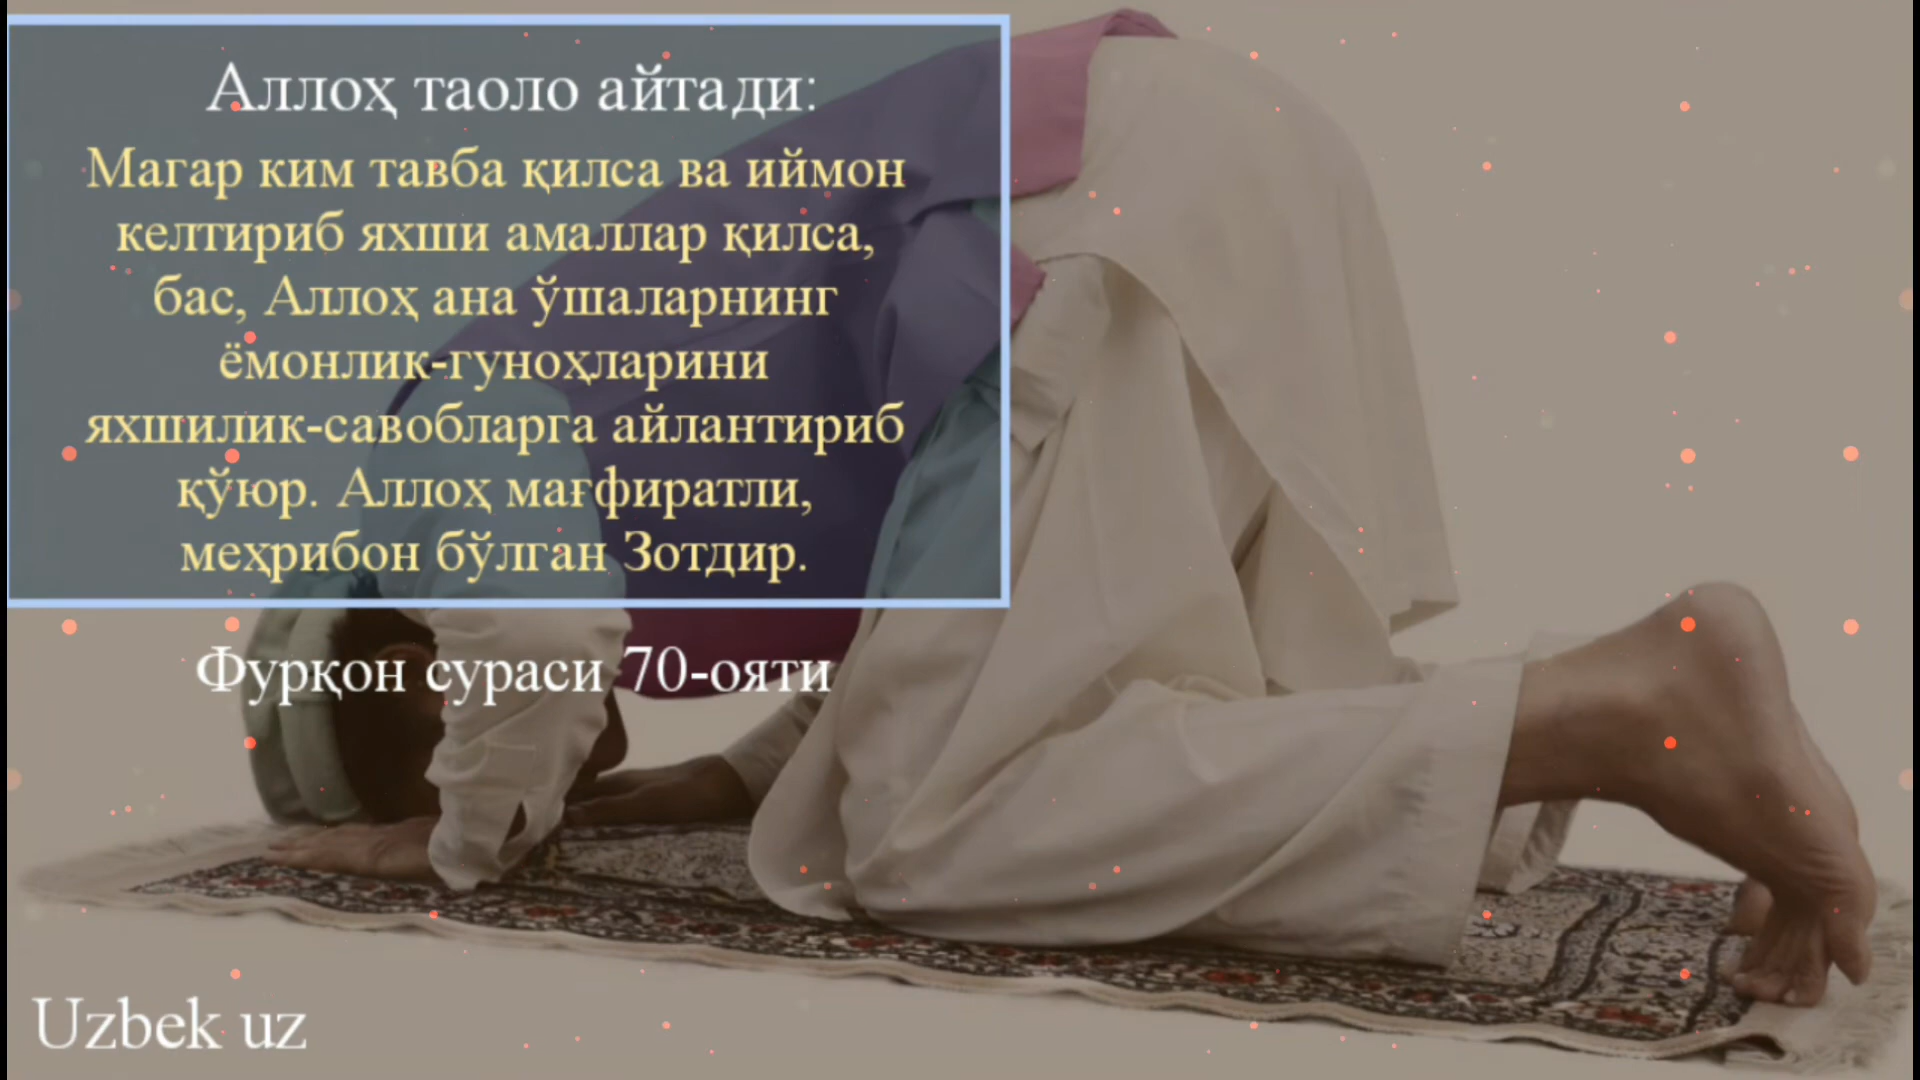 Аллоҳ таоло айтади:
Магар ким тавба қилса ва иймон
келтириб яхши амаллар қилса,
бас, Аллоҳ ана ўшаларнинг
ёмонлик-гуноҳларини
яхшилик-савобларга айлантириб
қўюр. Аллоҳ мағфиратли,
меҳрибон бўлган Зотдир.
Фурқон сураси 70-ояти
Uzbek uz